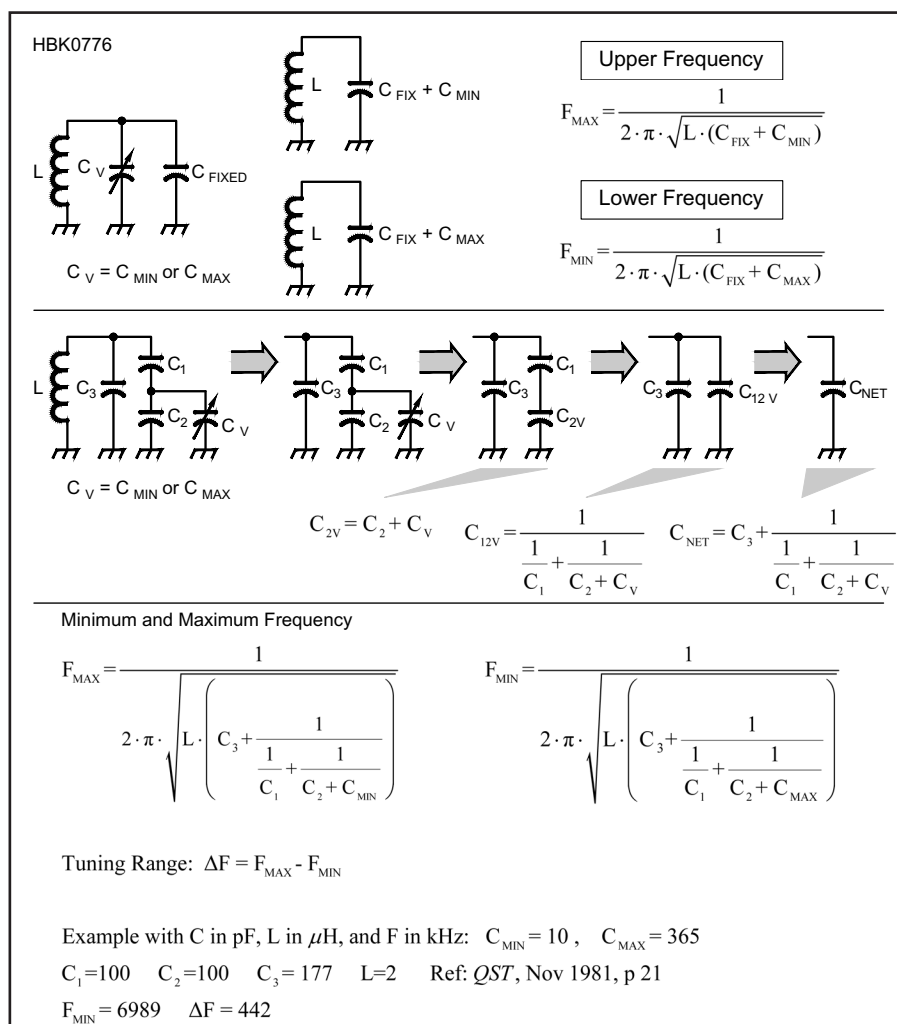 HBK0776
L
C V
C FIXED
C V = C MIN or C MAX
L
C FIX + C MIN
L
C FIX + C MAX
Upper Frequency
F_MAX = 1 / (2 · π · √(L · (C_FIX + C_MIN)))
Lower Frequency
F_MIN = 1 / (2 · π · √(L · (C_FIX + C_MAX)))
L
C3
C1
C2
C V
C V = C MIN or C MAX
C3
C1
C2
C V
C3
C1
C2V
C3
C12 V
CNET
C_2V = C_2 + C_V
C_12V = 1 / (1/C_1 + 1/(C_2 + C_V))
C_NET = C_3 + 1 / (1/C_1 + 1/(C_2 + C_V))
Minimum and Maximum Frequency
F_MAX = 1 / (2 · π · √(L · (C_3 + 1 / (1/C_1 + 1/(C_2 + C_MIN)))))
F_MIN = 1 / (2 · π · √(L · (C_3 + 1 / (1/C_1 + 1/(C_2 + C_MAX)))))
Tuning Range: ΔF = F_MAX - F_MIN
Example with C in pF, L in μH, and F in kHz: C_MIN = 10 , C_MAX = 365
C_1=100 C_2=100 C_3= 177 L=2 Ref: QST, Nov 1981, p 21
F_MIN = 6989 ΔF = 442